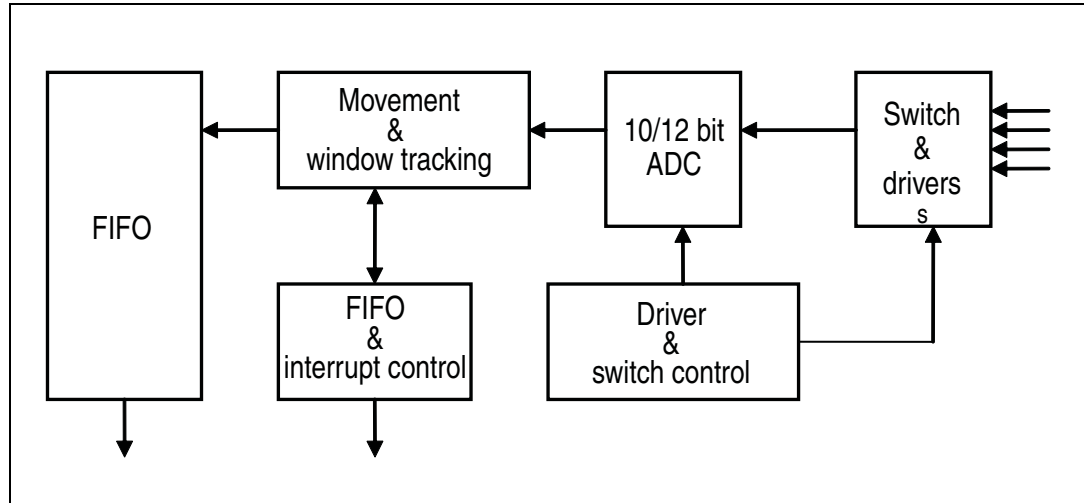 FIFO
Movement
&
window tracking
10/12 bit
ADC
Switch
&
drivers
s
FIFO
&
interrupt control
Driver
&
switch control